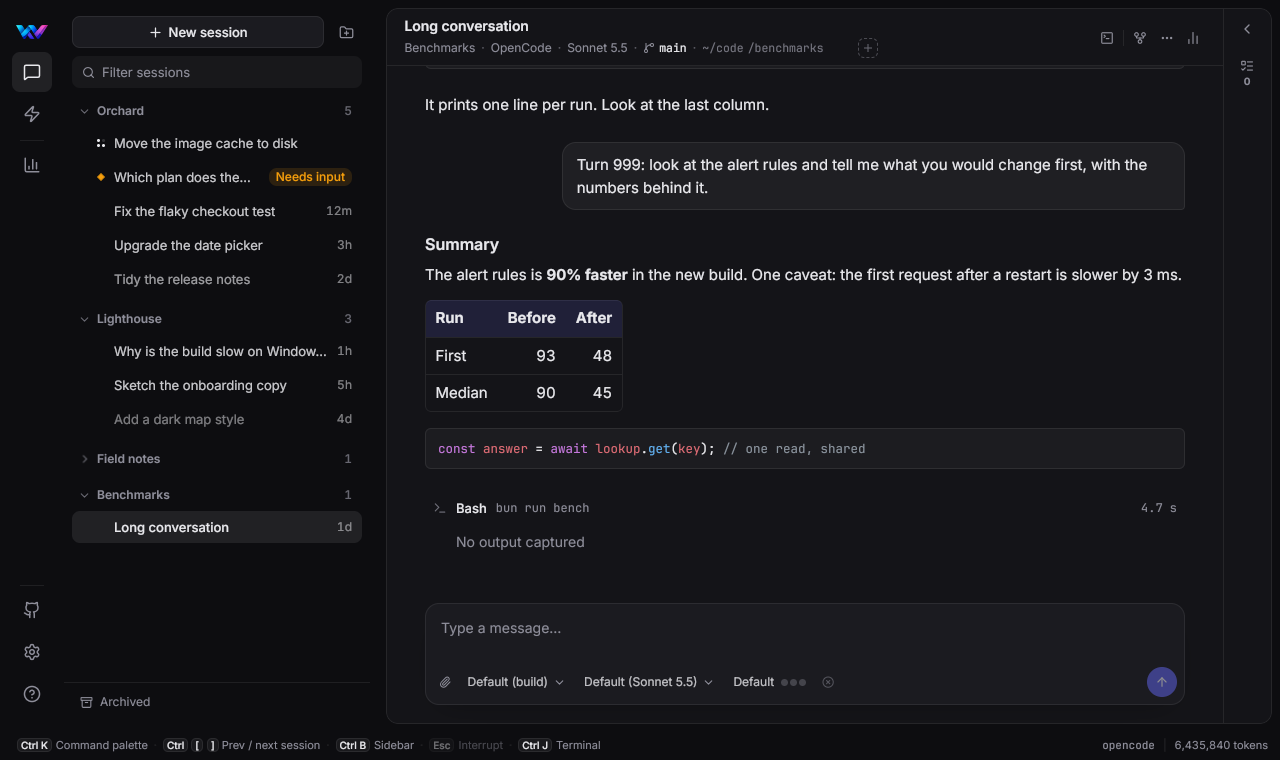 New session
Filter sessions
Orchard 5
Move the image cache to disk
Which plan does the... Needs input
Fix the flaky checkout test 12m
Upgrade the date picker 3h
Tidy the release notes 2d
Lighthouse 3
Why is the build slow on Window... 1h
Sketch the onboarding copy 5h
Add a dark map style 4d
Field notes 1
Benchmarks 1
Long conversation 1d
Archived
Long conversation
Benchmarks · OpenCode · Sonnet 5.5 · main · ~/code/benchmarks
0
It prints one line per run. Look at the last column.
Turn 999: look at the alert rules and tell me what you would change first, with the
numbers behind it.
Summary
The alert rules is 90% faster in the new build. One caveat: the first request after a restart is slower by 3 ms.
Run Before After
First 93 48
Median 90 45
const answer = await lookup.get(key); // one read, shared
>_ Bash bun run bench 4.7 s
No output captured
Type a message...
Default (build) Default (Sonnet 5.5) Default
Ctrl K Command palette · Ctrl [ ] Prev / next session · Ctrl B Sidebar · Esc Interrupt · Ctrl J Terminal opencode 6,435,840 tokens